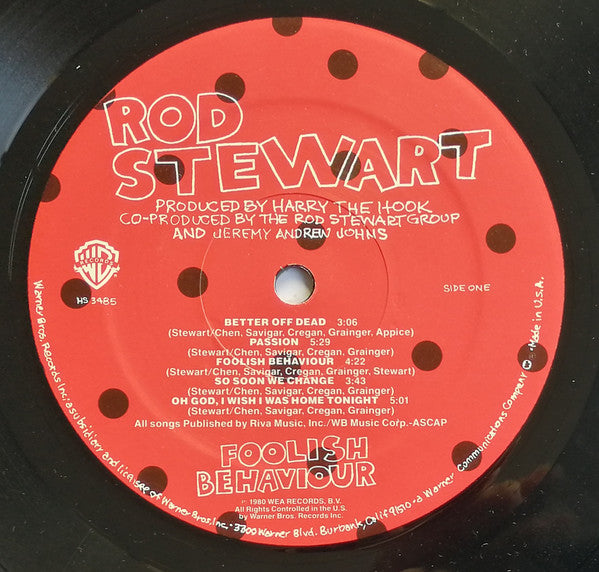 ROD
STEWART
PRODUCED BY HARRY THE HOOK
CO-PRODUCED BY THE ROD STEWART GROUP
AND JEREMY ANDREW JOHNS
WB
RECORDS
HS 3485
SIDE ONE
BETTER OFF DEAD 3:06
(Stewart/Chen, Savigar, Cregan, Grainger, Appice)
PASSION 5:29
(Stewart/Chen, Savigar, Cregan, Grainger)
FOOLISH BEHAVIOUR 4:22
(Stewart/Chen, Savigar, Cregan, Grainger, Stewart)
SO SOON WE CHANGE 3:43
(Stewart/Chen, Savigar, Cregan, Grainger)
OH GOD, I WISH I WAS HOME TONIGHT 5:01
(Stewart/Chen, Savigar, Cregan, Grainger)
All songs Published by Riva Music, Inc./WB Music Corp.-ASCAP
FOOLISH
BEHAVIOUR
℗ 1980 WEA RECORDS, B.V.
All Rights Controlled in the U.S.
by Warner Bros. Records Inc.
Warner Bros. Records Inc., a subsidiary and licensee of Warner Bros. Inc. · 3300 Warner Blvd. Burbank, Calif 91510 · a Warner Communications Company · Made in U.S.A.